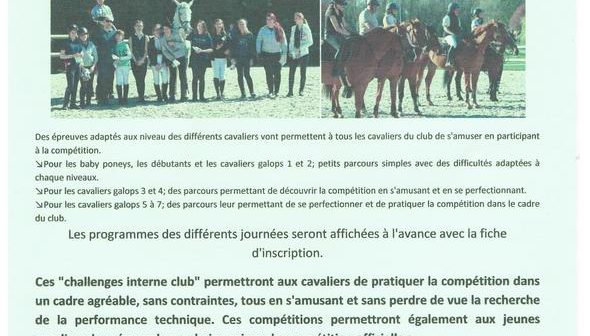 Des épreuves adaptés aux niveau des différents cavaliers vont permettent à tous les cavaliers du club de s'amuser en participant
à la compétition.
↘Pour les baby poneys, les débutants et les cavaliers galops 1 et 2; petits parcours simples avec des difficultés adaptées à
chaque niveaux.
↘Pour les cavaliers galops 3 et 4; des parcours permettant de découvrir la compétition en s'amusant et en se perfectionnant.
↘Pour les cavaliers galops 5 à 7; des parcours leur permettant de se perfectionner et de pratiquer la compétition dans le cadre
du club.
Les programmes des différents journées seront affichées à l'avance avec la fiche
d'inscription.
Ces "challenges interne club" permettront aux cavaliers de pratiquer la compétition dans
un cadre agréable, sans contraintes, tous en s'amusant et sans perdre de vue la recherche
de la performance technique. Ces compétitions permettront également aux jeunes